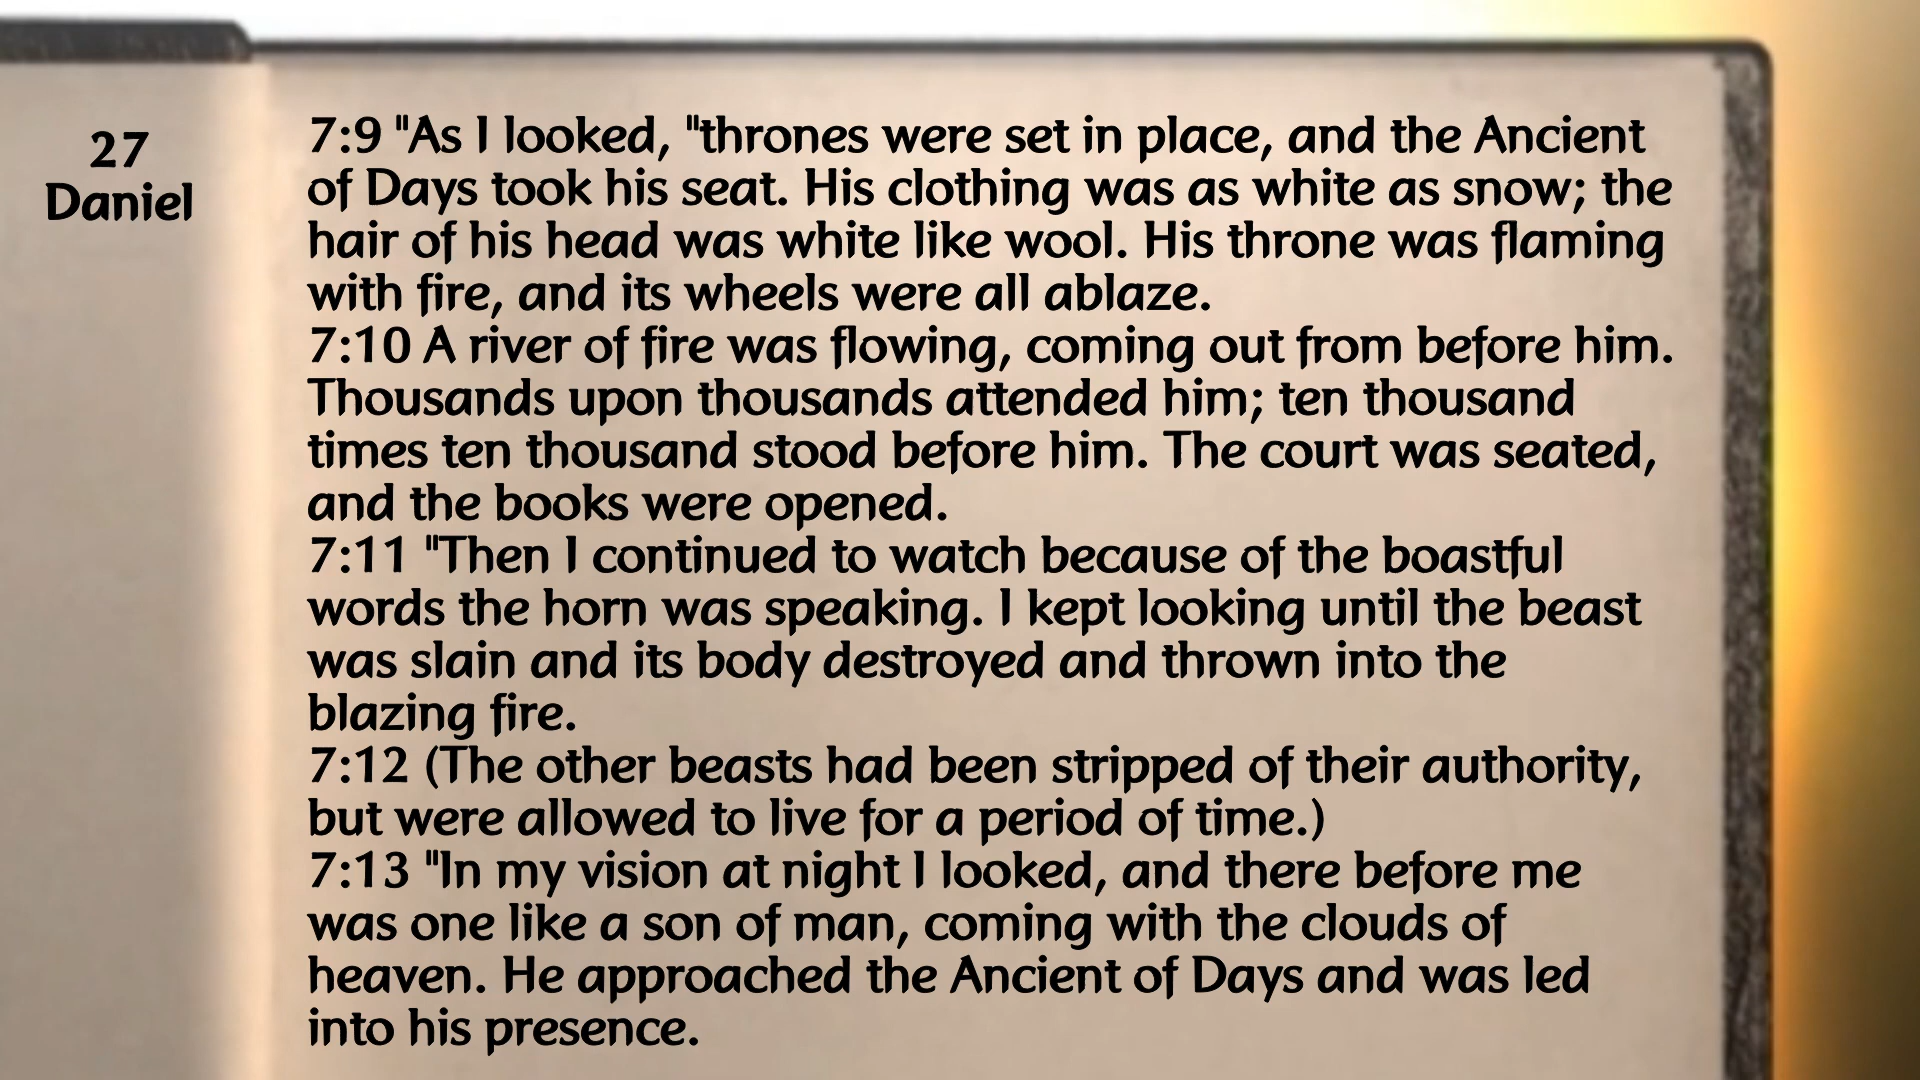 27
Daniel
7:9 "As I looked, "thrones were set in place, and the Ancient
of Days took his seat. His clothing was as white as snow; the
hair of his head was white like wool. His throne was flaming
with fire, and its wheels were all ablaze.
7:10 A river of fire was flowing, coming out from before him.
Thousands upon thousands attended him; ten thousand
times ten thousand stood before him. The court was seated,
and the books were opened.
7:11 "Then I continued to watch because of the boastful
words the horn was speaking. I kept looking until the beast
was slain and its body destroyed and thrown into the
blazing fire.
7:12 (The other beasts had been stripped of their authority,
but were allowed to live for a period of time.)
7:13 "In my vision at night I looked, and there before me
was one like a son of man, coming with the clouds of
heaven. He approached the Ancient of Days and was led
into his presence.